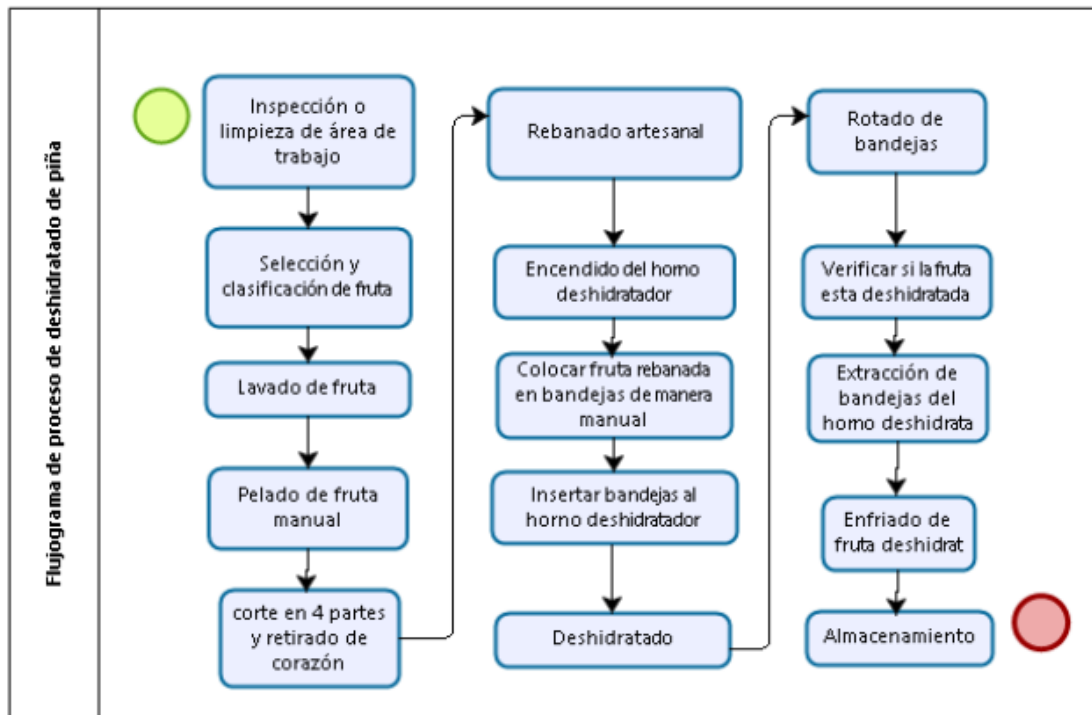 Flujograma de proceso de deshidratado de piña
Inspección o
limpieza de área de
trabajo
Selección y
clasificación de fruta
Lavado de fruta
Pelado de fruta
manual
corte en 4 partes
y retirado de
corazón
Rebanado artesanal
Encendido del horno
deshidratador
Colocar fruta rebanada
en bandejas de manera
manual
Insertar bandejas al
horno deshidratador
Deshidratado
Rotado de
bandejas
Verificar si la fruta
esta deshidratada
Extracción de
bandejas del
horno deshidrata
Enfriado de
fruta deshidrat
Almacenamiento